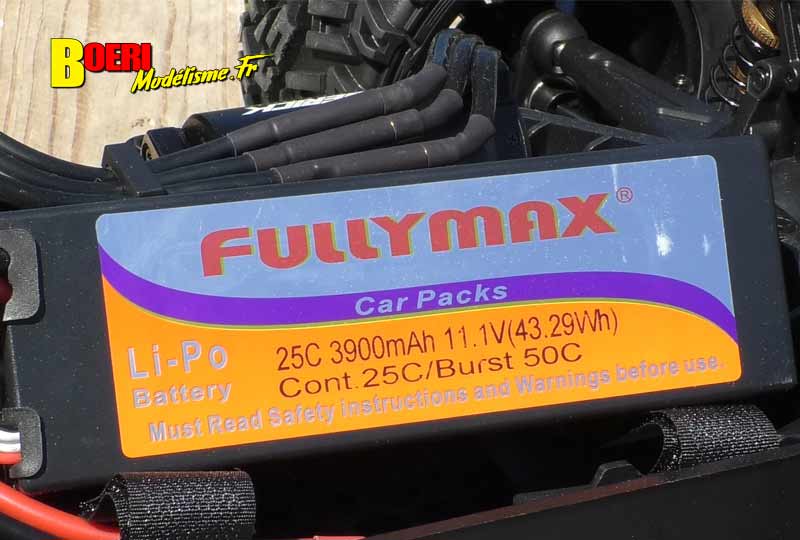 BOERI
Modélisme.Fr
FULLYMAX®
Car Packs
Li-Po
Battery
25C 3900mAh 11.1V(43.29Wh)
Cont.25C/Burst 50C
Must Read Safety instructions and Warnings before use.